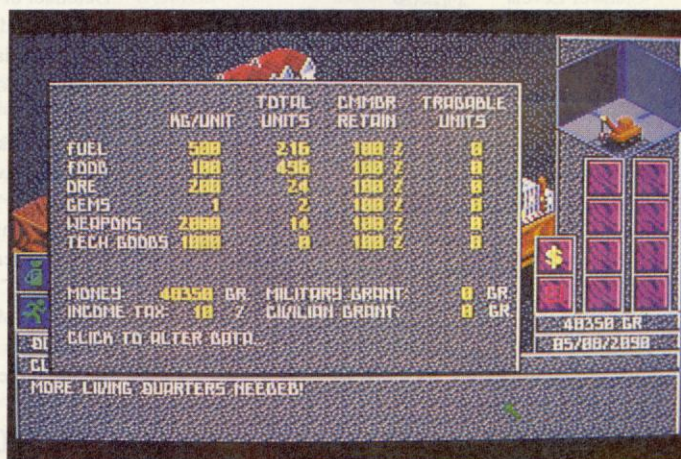 TOTAL CMMDR TRADABLE
KG/UNIT UNITS RETAIN UNITS
FUEL 500 216 100 % 0
FOOD 100 496 100 % 0
ORE 200 24 100 % 0
GEMS 1 2 100 % 0
WEAPONS 2000 14 100 % 0
TECH GOODS 1000 0 100 % 0
MONEY: 40350 GR. MILITARY GRANT: 0 GR
INCOME TAX: 10 % CIVILIAN GRANT: 0 GR
CLICK TO ALTER DATA...
$
40350 GR
05/08/2090
CL
MORE LIVING QUARTERS NEEDED!